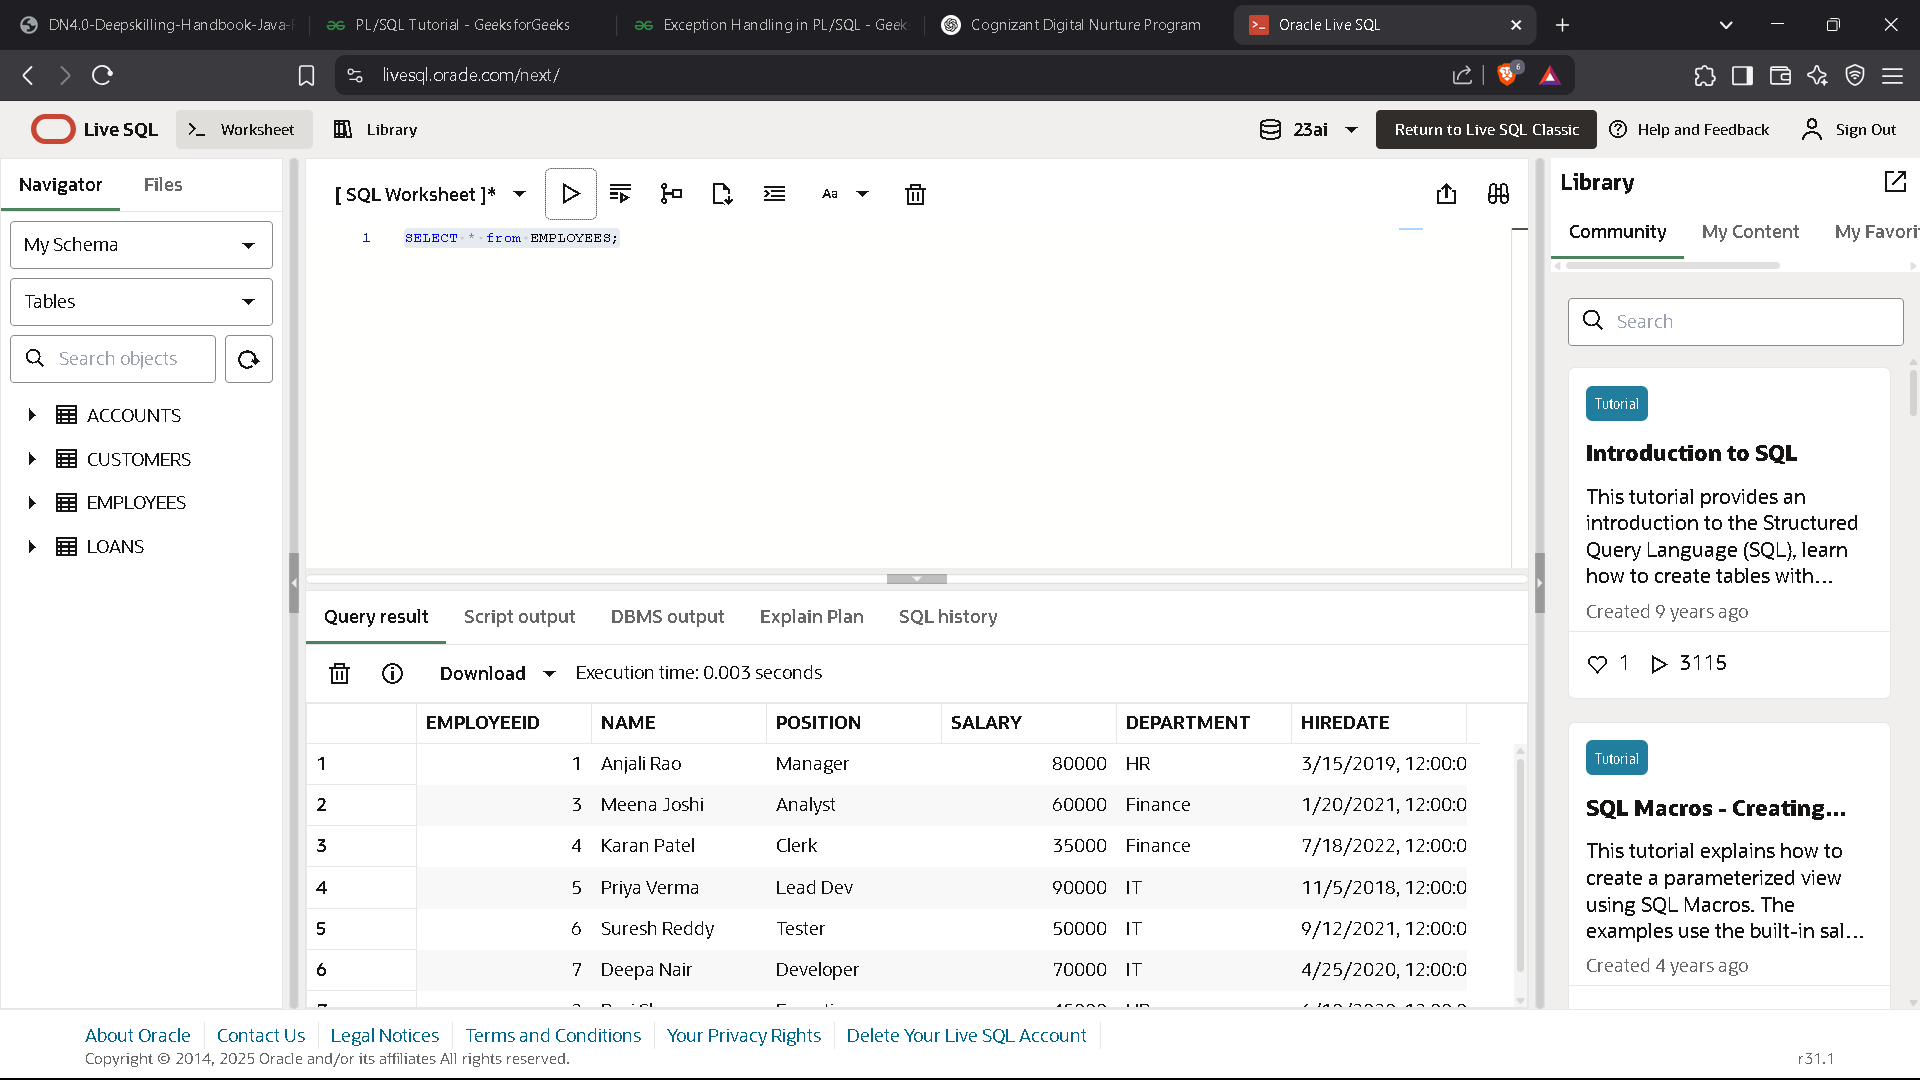 DN4.0-Deepskilling-Handbook-Java-F
PL/SQL Tutorial - GeeksforGeeks
Exception Handling in PL/SQL - Geek
Cognizant Digital Nurture Program
Oracle Live SQL
livesql.oracle.com/next/
6
Live SQL
Worksheet
Library
23ai
Return to Live SQL Classic
Help and Feedback
Sign Out
Navigator
Files
My Schema
Tables
Search objects
ACCOUNTS
CUSTOMERS
EMPLOYEES
LOANS
[ SQL Worksheet ]*
Aa
1 SELECT * from EMPLOYEES;
Query result
Script output
DBMS output
Explain Plan
SQL history
Download
Execution time: 0.003 seconds
EMPLOYEEID NAME POSITION SALARY DEPARTMENT HIREDATE
1 1 Anjali Rao Manager 80000 HR 3/15/2019, 12:00:0
2 3 Meena Joshi Analyst 60000 Finance 1/20/2021, 12:00:0
3 4 Karan Patel Clerk 35000 Finance 7/18/2022, 12:00:0
4 5 Priya Verma Lead Dev 90000 IT 11/5/2018, 12:00:0
5 6 Suresh Reddy Tester 50000 IT 9/12/2021, 12:00:0
6 7 Deepa Nair Developer 70000 IT 4/25/2020, 12:00:0
Library
Community
My Content
My Favori
Search
Tutorial
Introduction to SQL
This tutorial provides an
introduction to the Structured
Query Language (SQL), learn
how to create tables with...
Created 9 years ago
1 3115
Tutorial
SQL Macros - Creating...
This tutorial explains how to
create a parameterized view
using SQL Macros. The
examples use the built-in sal...
Created 4 years ago
About Oracle
Contact Us
Legal Notices
Terms and Conditions
Your Privacy Rights
Delete Your Live SQL Account
Copyright © 2014, 2025 Oracle and/or its affiliates All rights reserved.
r31.1